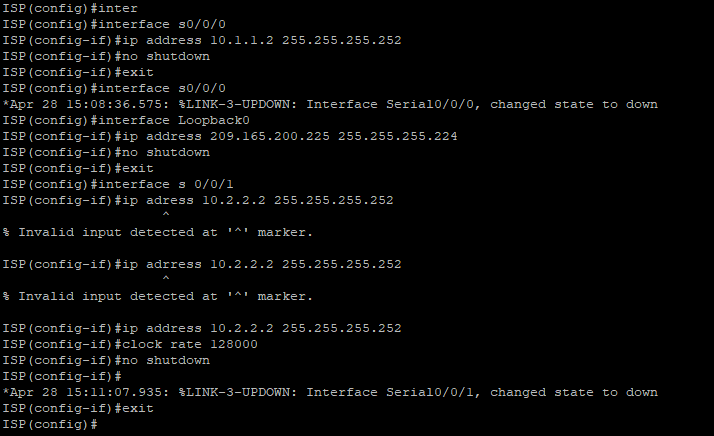 ISP(config)#inter
ISP(config)#interface s0/0/0
ISP(config-if)#ip address 10.1.1.2 255.255.255.252
ISP(config-if)#no shutdown
ISP(config-if)#exit
ISP(config)#interface s0/0/0
*Apr 28 15:08:36.575: %LINK-3-UPDOWN: Interface Serial0/0/0, changed state to down
ISP(config)#interface Loopback0
ISP(config-if)#ip address 209.165.200.225 255.255.255.224
ISP(config-if)#no shutdown
ISP(config-if)#exit
ISP(config)#interface s 0/0/1
ISP(config-if)#ip adress 10.2.2.2 255.255.255.252
                    ^
% Invalid input detected at '^' marker.
ISP(config-if)#ip adrress 10.2.2.2 255.255.255.252
                    ^
% Invalid input detected at '^' marker.
ISP(config-if)#ip address 10.2.2.2 255.255.255.252
ISP(config-if)#clock rate 128000
ISP(config-if)#no shutdown
ISP(config-if)#
*Apr 28 15:11:07.935: %LINK-3-UPDOWN: Interface Serial0/0/1, changed state to down
ISP(config-if)#exit
ISP(config)#